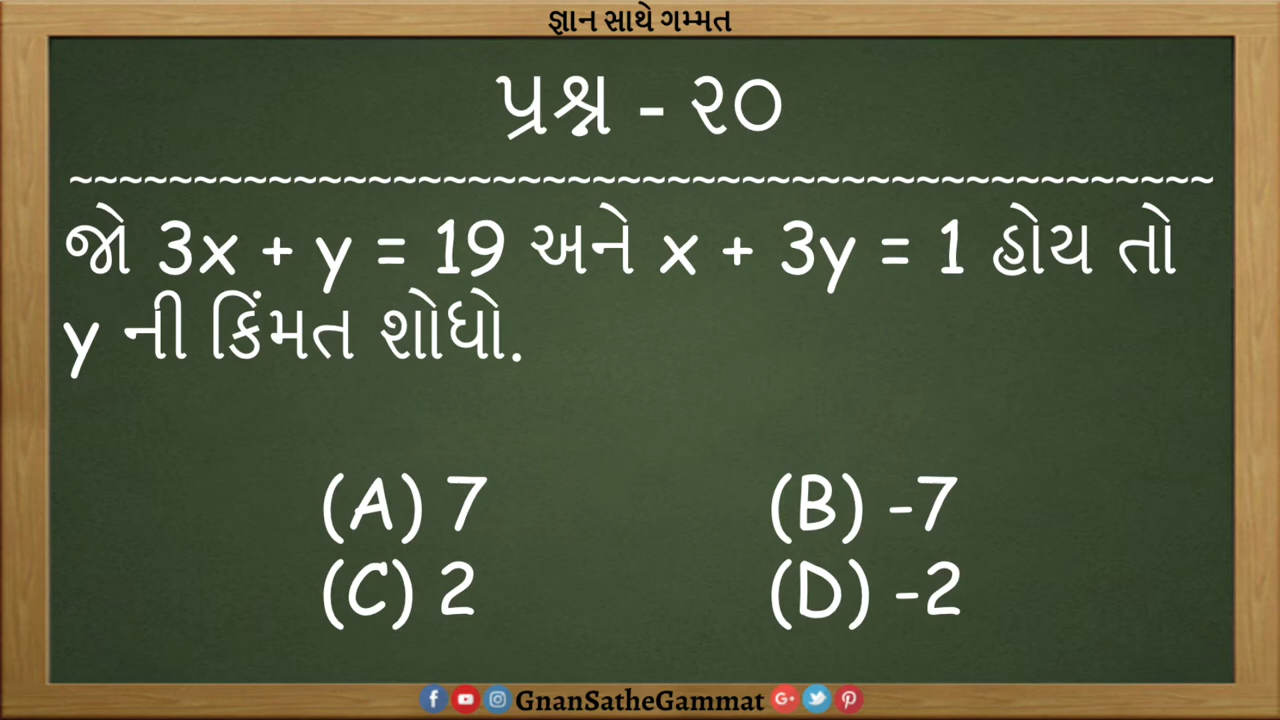 જ્ઞાન સાથે ગમ્મત
પ્રશ્ન - ૨૦
~~~~~~~~~~~~~~~~~~~~~~~~~~~~~~~~~~~~~~~~~~~~~~
જો 3x + y = 19 અને x + 3y = 1 હોય તો
y ની કિંમત શોધો.
(A) 7 (B) -7
(C) 2 (D) -2
GnanSatheGammat